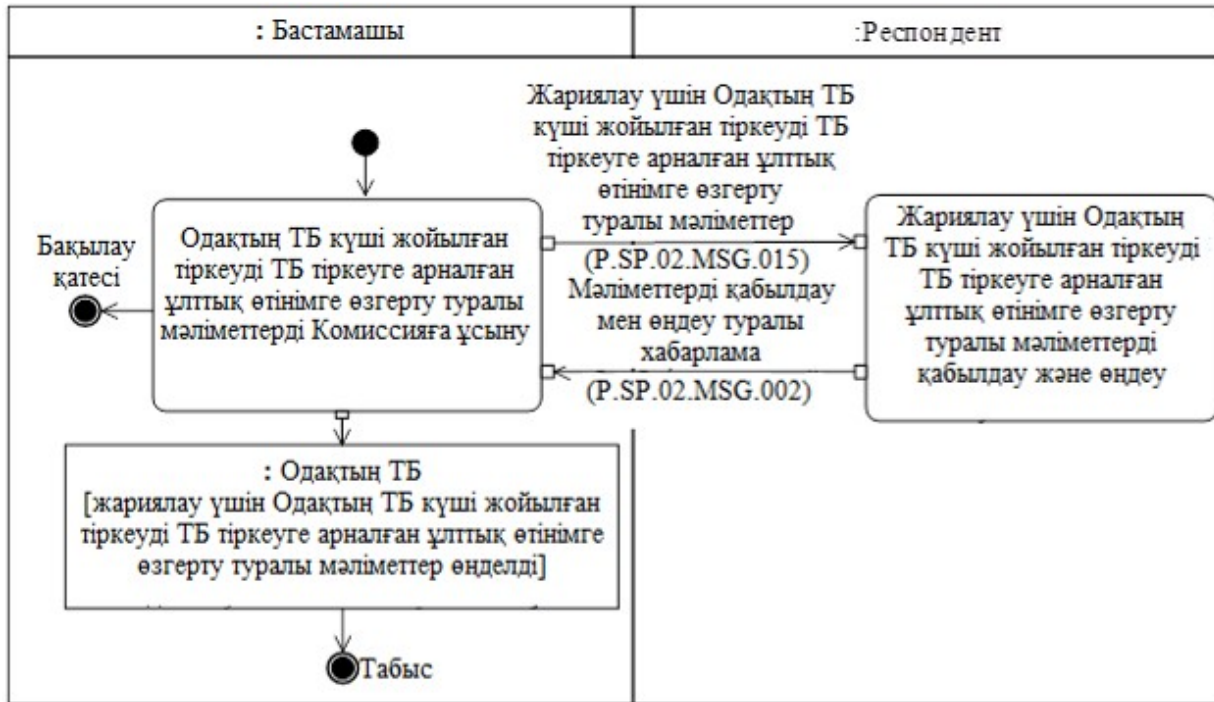 : Бастамашы
:Респондент
Жариялау үшін Одақтың ТБ
күші жойылған тіркеуді ТБ
тіркеуге арналған ұлттық
өтінімге өзгерту
туралы мәліметтер
(P.SP.02.MSG.015)
Мәліметтерді қабылдау
мен өңдеу туралы
хабарлама
(P.SP.02.MSG.002)
Бақылау
қатесі
Одақтың ТБ күші жойылған
тіркеуді ТБ тіркеуге арналған
ұлттық өтінімге өзгерту туралы
мәліметтерді Комиссияға ұсыну
Жариялау үшін Одақтың
ТБ күші жойылған тіркеуді
ТБ тіркеуге арналған
ұлттық өтінімге өзгерту
туралы мәліметтерді
қабылдау және өңдеу
: Одақтың ТБ
[жариялау үшін Одақтың ТБ күші жойылған
тіркеуді ТБ тіркеуге арналған ұлттық өтінімге
өзгерту туралы мәліметтер өңделді]
Табыс